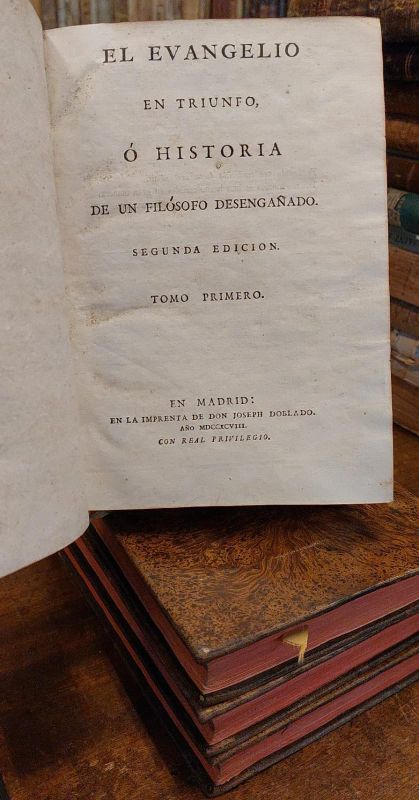 EL EVANGELIO
EN TRIUNFO,
Ó HISTORIA
DE UN FILÓSOFO DESENGAÑADO.
SEGUNDA EDICION.
TOMO PRIMERO.
EN MADRID:
EN LA IMPRENTA DE DON JOSEPH DOBLADO.
AÑO MDCCXCVIII.
CON REAL PRIVILEGIO.